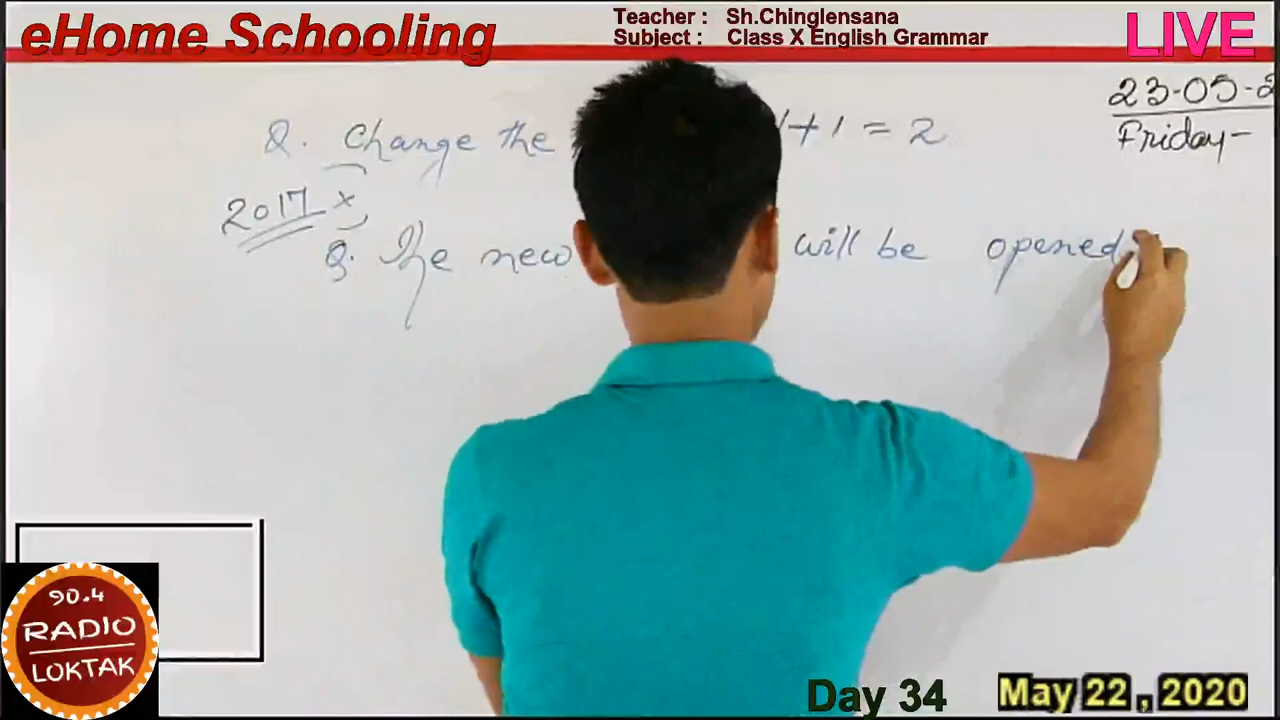 eHome Schooling
Teacher : Sh.Chinglensana
Subject : Class X English Grammar
LIVE
23-05-2
Friday-
Q. Change the 1+1 = 2
2017 x
Q. The new will be opened
90.4
RADIO
LOKTAK
Day 34
May 22 , 2020